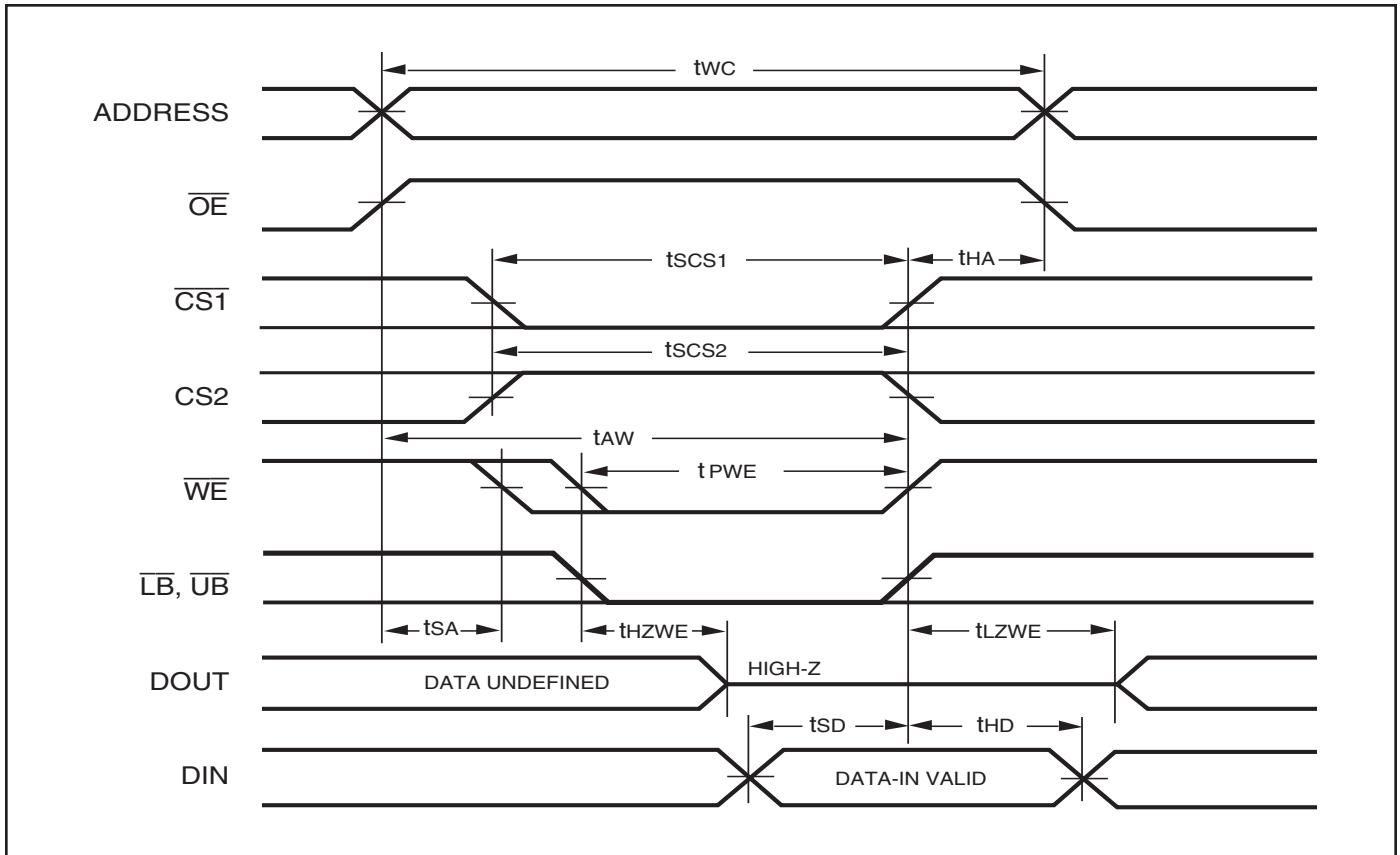 tWC
ADDRESS
OE
tSCS1
tHA
CS1
tSCS2
CS2
tAW
tPWE
WE
LB, UB
tSA
tHZWE
tLZWE
DOUT
DATA UNDEFINED
HIGH-Z
tSD
tHD
DIN
DATA-IN VALID